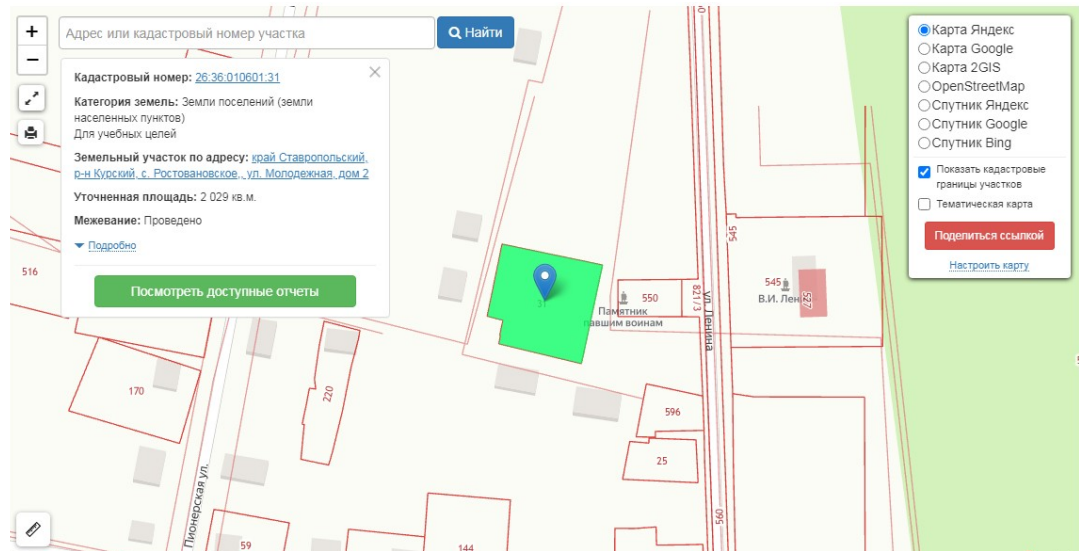 +
Адрес или кадастровый номер участка
Найти
−
Кадастровый номер: 26:36:010601:31
Категория земель: Земли поселений (земли
населенных пунктов)
Для учебных целей
Земельный участок по адресу: край Ставропольский,
р-н Курский, с. Ростовановское,, ул. Молодежная, дом 2
Уточненная площадь: 2 029 кв.м.
Межевание: Проведено
Подробно
Посмотреть доступные отчеты
Карта Яндекс
Карта Google
Карта 2GIS
OpenStreetMap
Спутник Яндекс
Спутник Google
Спутник Bing
Показать кадастровые
границы участков
Тематическая карта
Поделиться ссылкой
Настроить карту
516
545
545
В.И. Лен
527
31
550
821/3
ул. Ленина
Памятник
павшим воинам
170
220
596
25
Пионерская ул.
59
144
560